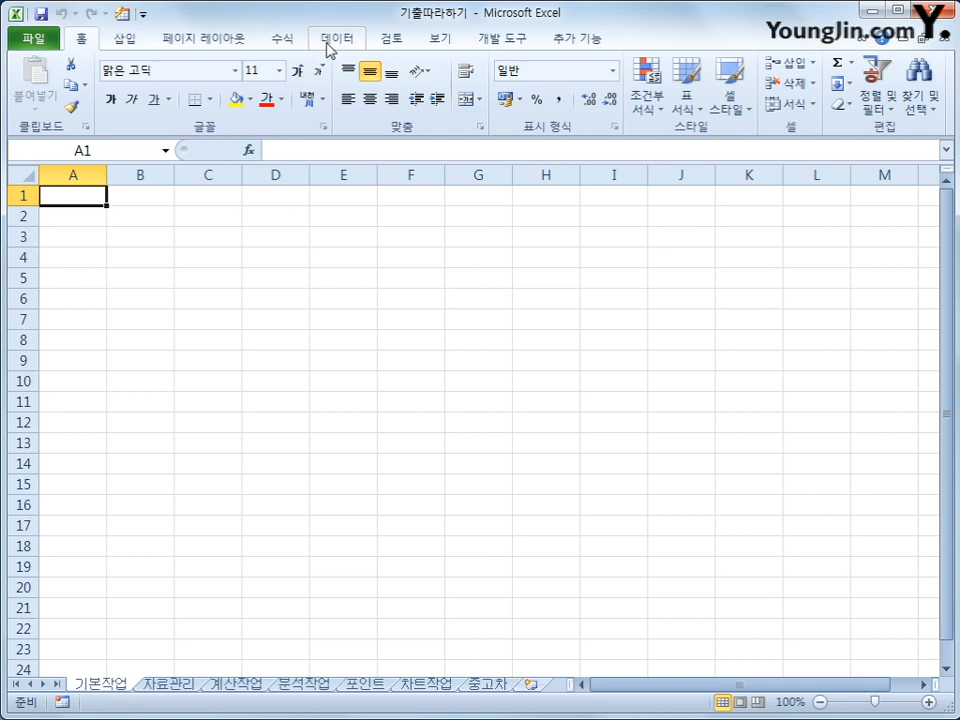 기출따라하기 - Microsoft Excel
Younglin.com Y.
파일 홈 삽입 페이지 레이아웃 수식 데이터 검토 보기 개발 도구 추가 기능
붙여넣기 맑은 고딕 11 가 가 일반 조건부 서식 표 서식 셀 스타일 삽입 삭제 서식 Σ 정렬 및 필터 찾기 및 선택
가 가 가 가 내천 % ,
클립보드 글꼴 맞춤 표시 형식 스타일 셀 편집
A1 fx
A B C D E F G H I J K L M
1
2
3
4
5
6
7
8
9
10
11
12
13
14
15
16
17
18
19
20
21
22
23
24
기본작업 자료관리 계산작업 분석작업 포인트 차트작업 중고차
준비 100%